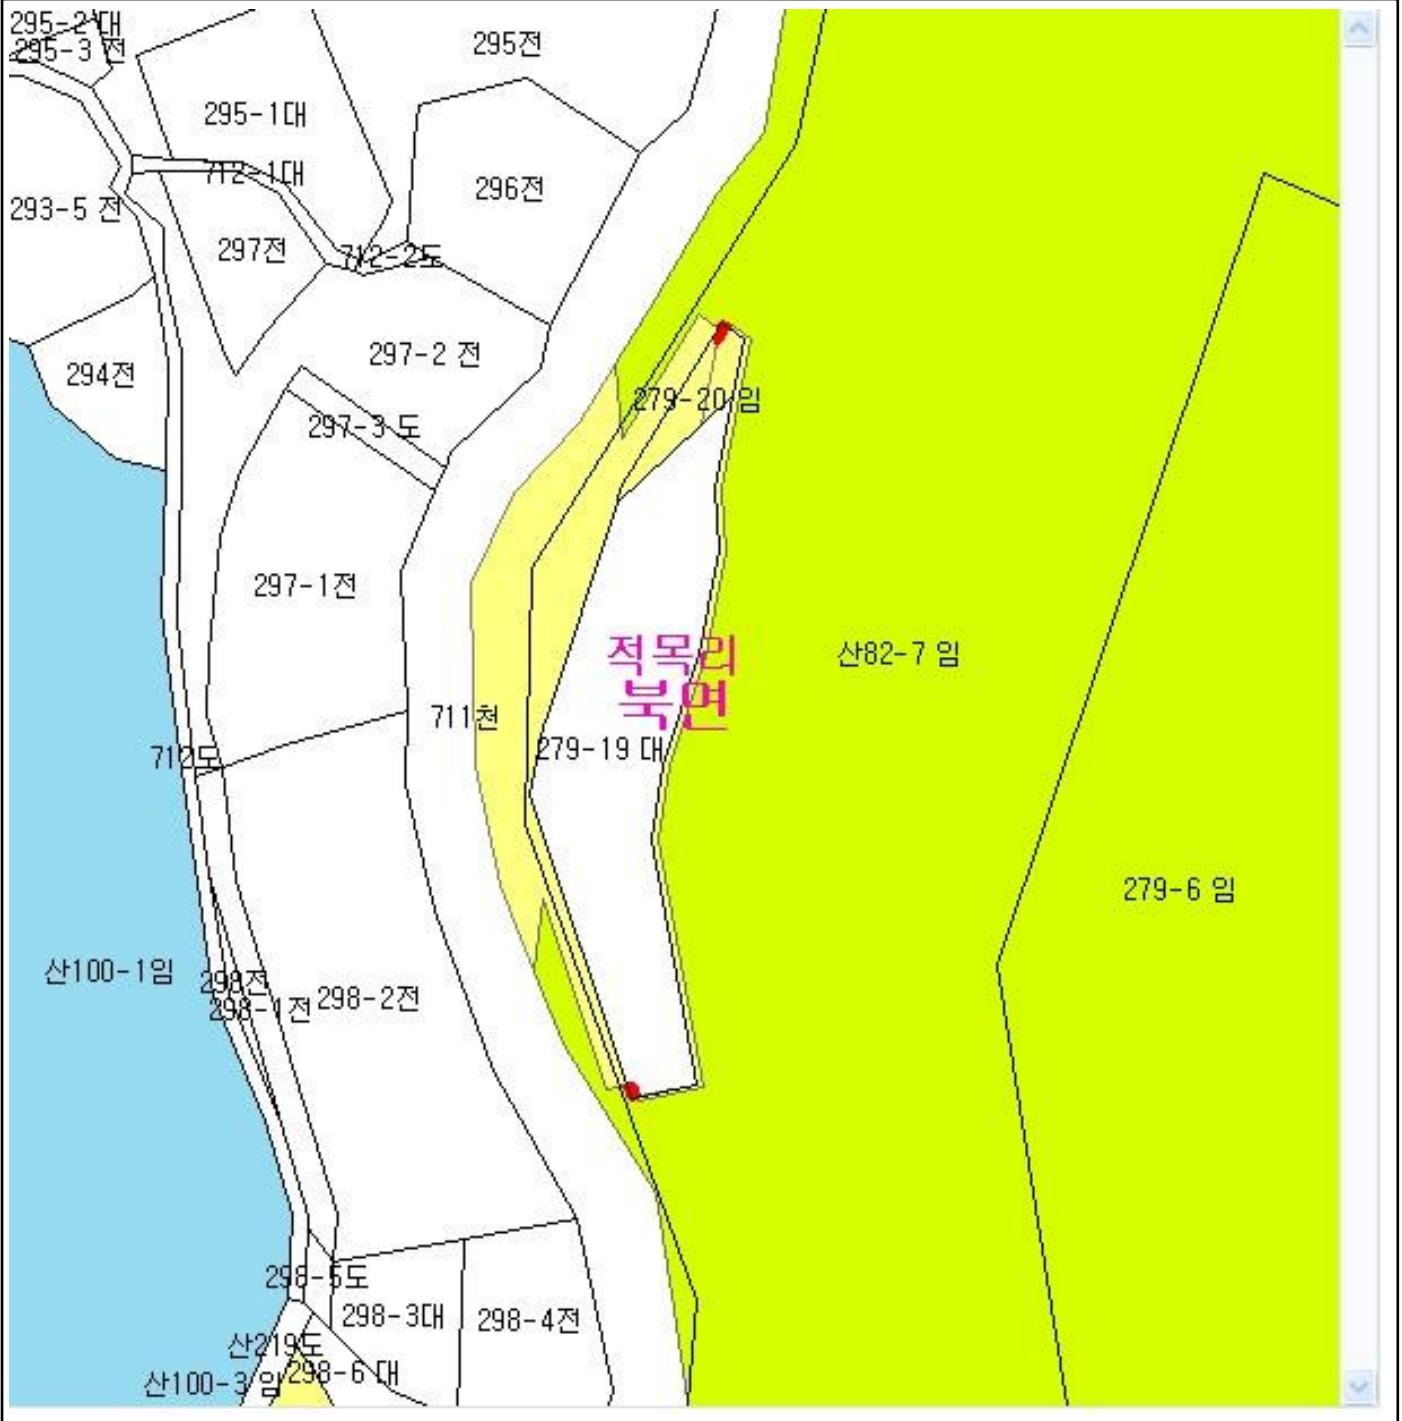 295-2 대
295-3 전
295전
295-1대
712-1대
296전
293-5 전
297전
712-2도
297-2 전
294전
279-20 임
297-3 도
297-1전
적목리
북면
산82-7 임
711천
279-19 대
712도
279-6 임
산100-1임
298전
298-1전
298-2전
298-5도
298-3대
298-4전
산219도
298-6 대
산100-3 임